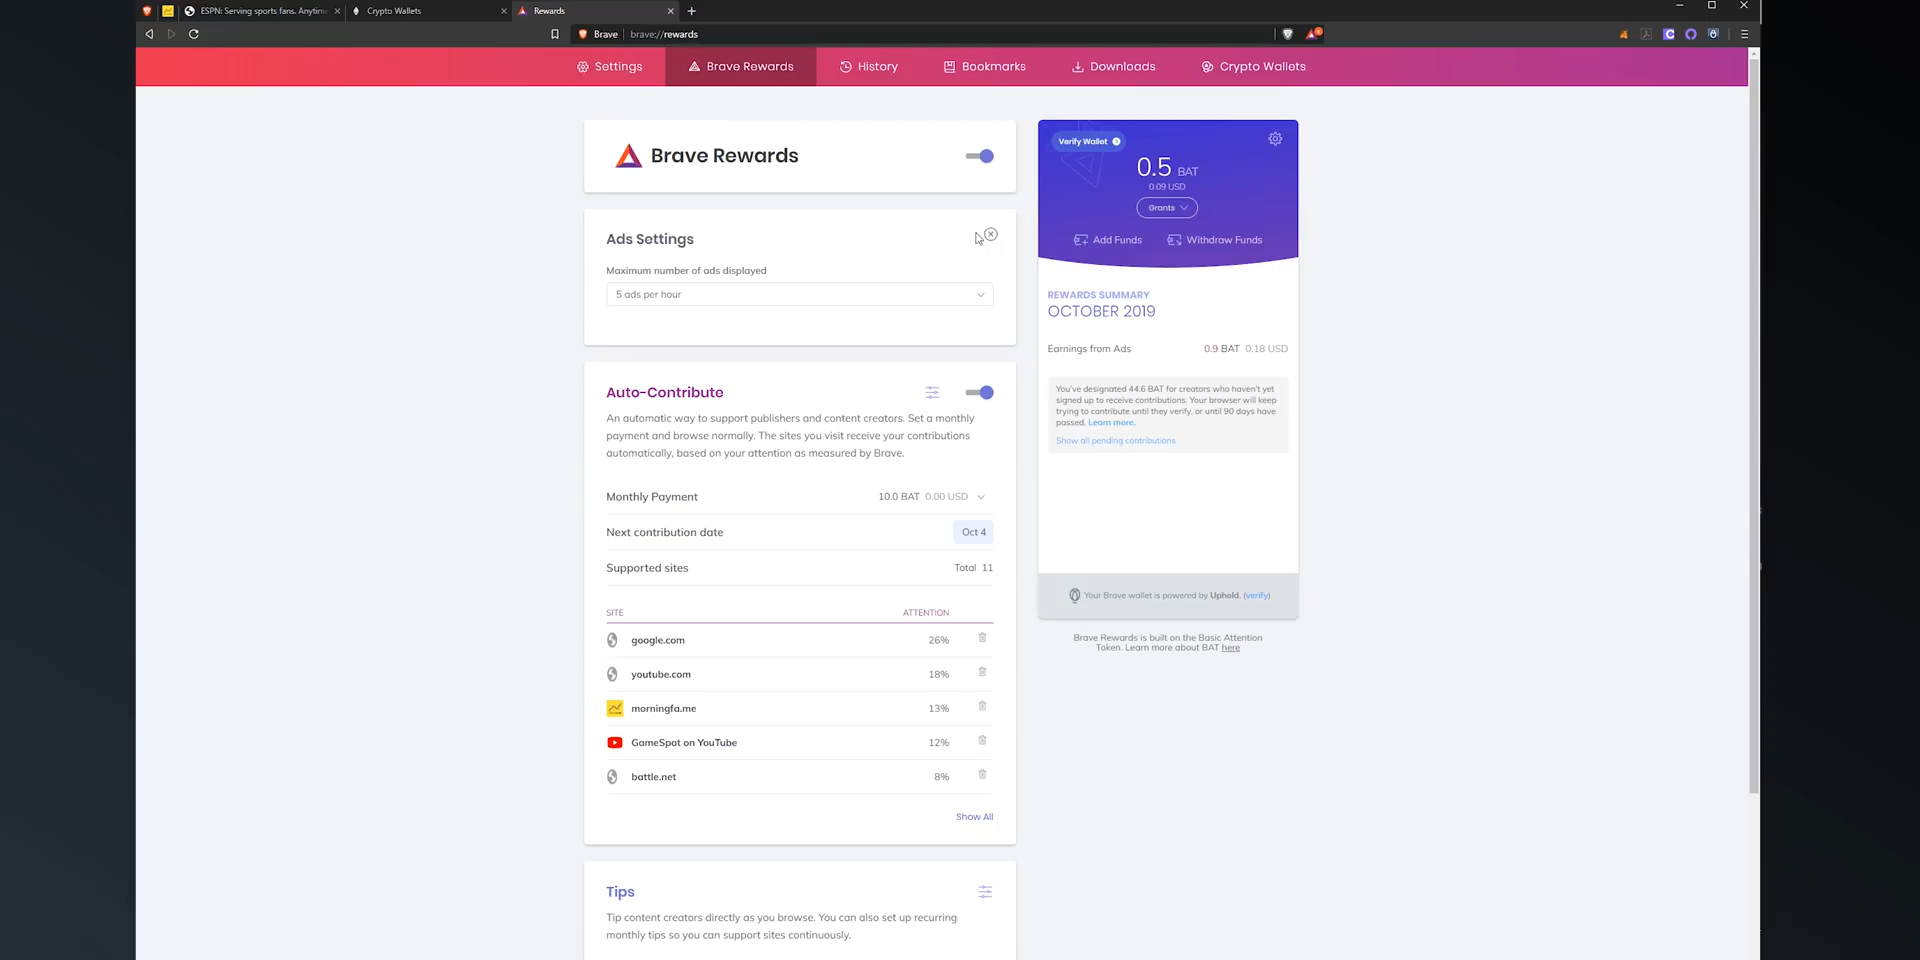 ESPN: Serving sports fans. Anytim
Crypto Wallets
Rewards
Brave
brave://rewards
Settings
Brave Rewards
History
Bookmarks
Downloads
Crypto Wallets
Brave Rewards
Ads Settings
Maximum number of ads displayed
5 ads per hour
Auto-Contribute
An automatic way to support publishers and content creators. Set a monthly
payment and browse normally. The sites you visit receive your contributions
automatically, based on your attention as measured by Brave.
Monthly Payment 10.0 BAT 0.00 USD
Next contribution date Oct 4
Supported sites Total 11
SITE ATTENTION
google.com 26%
youtube.com 18%
morningfa.me 13%
GameSpot on YouTube 12%
battle.net 8%
Show All
Tips
Tip content creators directly as you browse. You can also set up recurring
monthly tips so you can support sites continuously.
Verify Wallet
0.5 BAT
0.09 USD
Grants
Add Funds Withdraw Funds
REWARDS SUMMARY
OCTOBER 2019
Earnings from Ads 0.9 BAT 0.18 USD
You've designated 44.6 BAT for creators who haven't yet
signed up to receive contributions. Your browser will keep
trying to contribute until they verify, or until 90 days have
passed. Learn more.
Show all pending contributions
Your Brave wallet is powered by Uphold. (verify)
Brave Rewards is built on the Basic Attention
Token. Learn more about BAT here